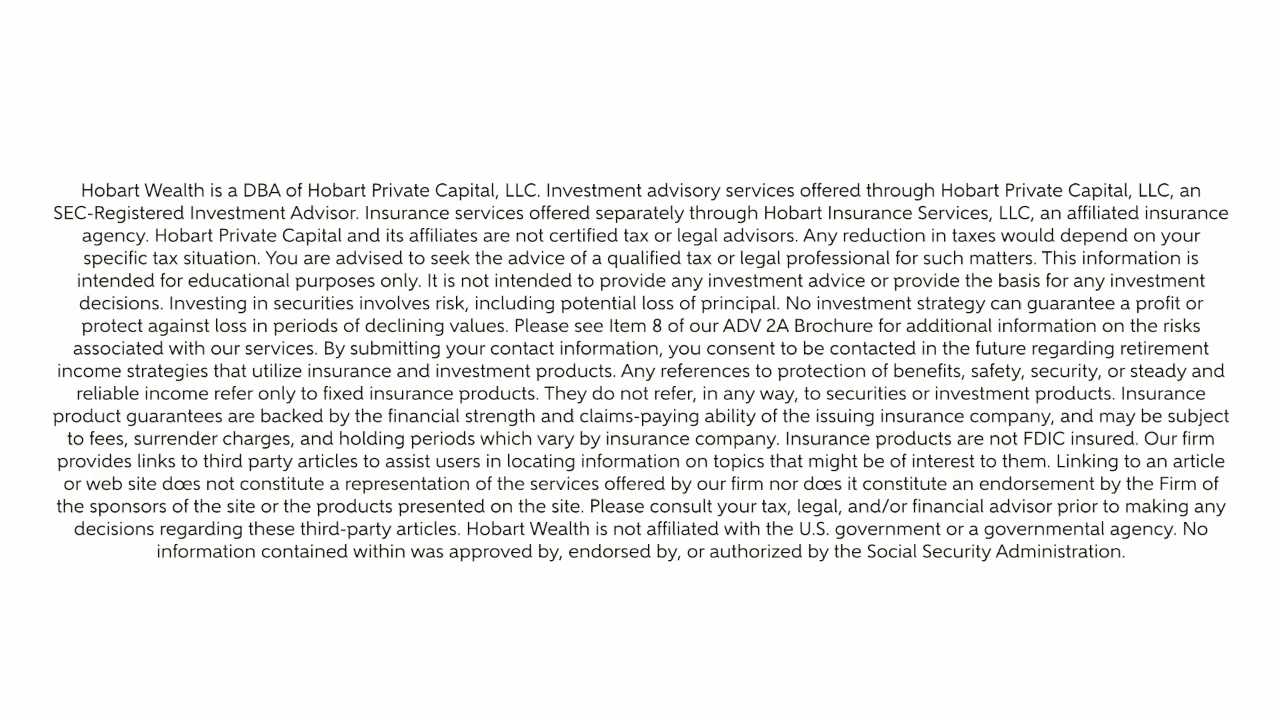 Hobart Wealth is a DBA of Hobart Private Capital, LLC. Investment advisory services offered through Hobart Private Capital, LLC, an
SEC-Registered Investment Advisor. Insurance services offered separately through Hobart Insurance Services, LLC, an affiliated insurance
agency. Hobart Private Capital and its affiliates are not certified tax or legal advisors. Any reduction in taxes would depend on your
specific tax situation. You are advised to seek the advice of a qualified tax or legal professional for such matters. This information is
intended for educational purposes only. It is not intended to provide any investment advice or provide the basis for any investment
decisions. Investing in securities involves risk, including potential loss of principal. No investment strategy can guarantee a profit or
protect against loss in periods of declining values. Please see Item 8 of our ADV 2A Brochure for additional information on the risks
associated with our services. By submitting your contact information, you consent to be contacted in the future regarding retirement
income strategies that utilize insurance and investment products. Any references to protection of benefits, safety, security, or steady and
reliable income refer only to fixed insurance products. They do not refer, in any way, to securities or investment products. Insurance
product guarantees are backed by the financial strength and claims-paying ability of the issuing insurance company, and may be subject
to fees, surrender charges, and holding periods which vary by insurance company. Insurance products are not FDIC insured. Our firm
provides links to third party articles to assist users in locating information on topics that might be of interest to them. Linking to an article
or web site dœs not constitute a representation of the services offered by our firm nor dœs it constitute an endorsement by the Firm of
the sponsors of the site or the products presented on the site. Please consult your tax, legal, and/or financial advisor prior to making any
decisions regarding these third-party articles. Hobart Wealth is not affiliated with the U.S. government or a governmental agency. No
information contained within was approved by, endorsed by, or authorized by the Social Security Administration.